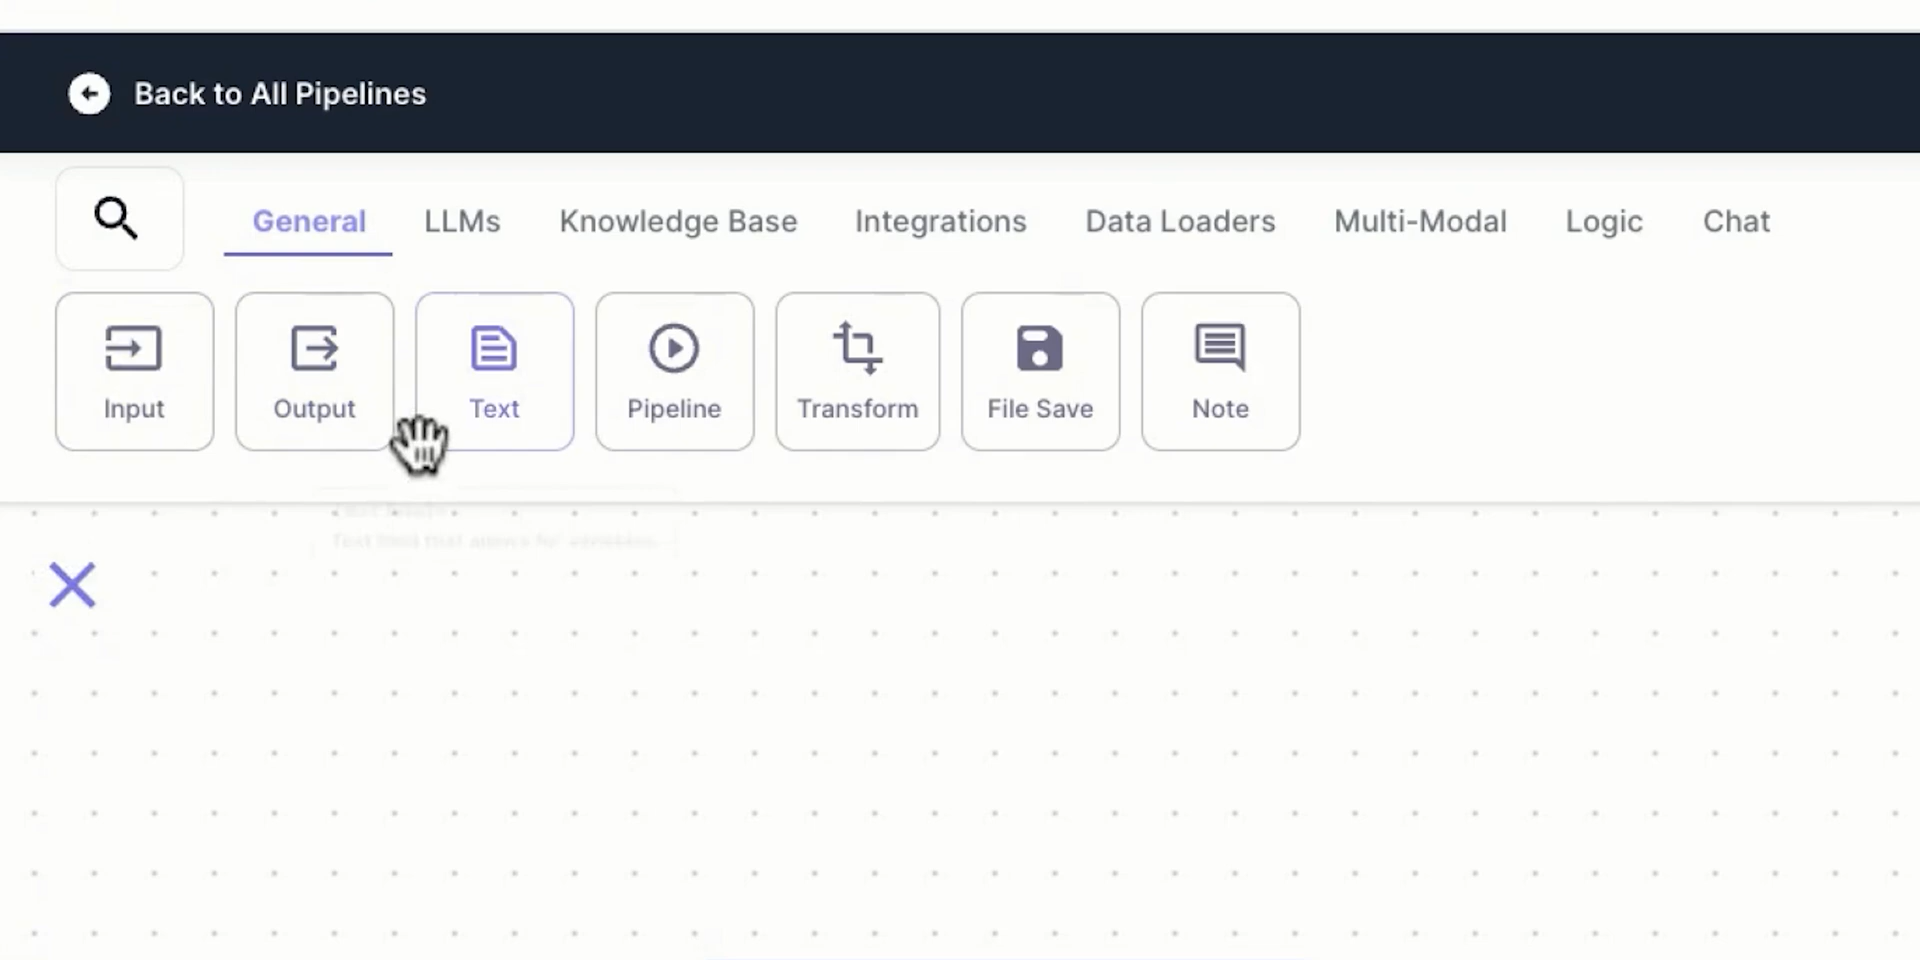 Back to All Pipelines
General LLMs Knowledge Base Integrations Data Loaders Multi-Modal Logic Chat
Input Output Text Pipeline Transform File Save Note